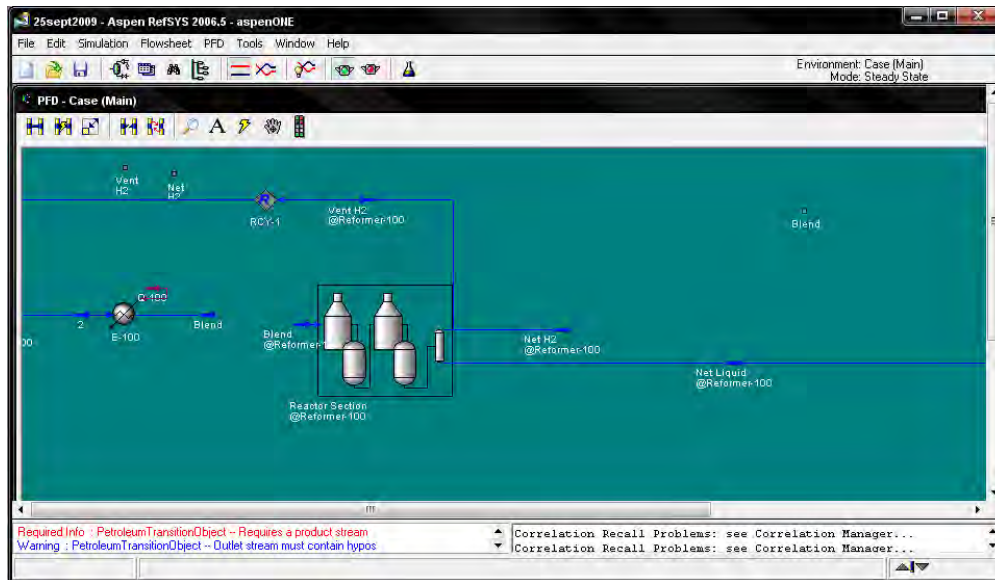 25sept2009 - Aspen RefSYS 2006.5 - aspenONE
File Edit Simulation Flowsheet PFD Tools Window Help
Environment: Case (Main)
Mode: Steady State
PFD - Case (Main)
A
Vent
H2
Net
H2
R
RCY-1
Vent H2
@Reformer-100
Blend
Q-100
2
E-100
Blend
00
Blend
@Reformer-1
Net H2
@Reformer-100
Net Liquid
@Reformer-100
Reactor Section
@Reformer-100
Required Info : PetroleumTransitionObject -- Requires a product stream
Warning : PetroleumTransitionObject -- Outlet stream must contain hypos
Correlation Recall Problems: see Correlation Manager...
Correlation Recall Problems: see Correlation Manager...